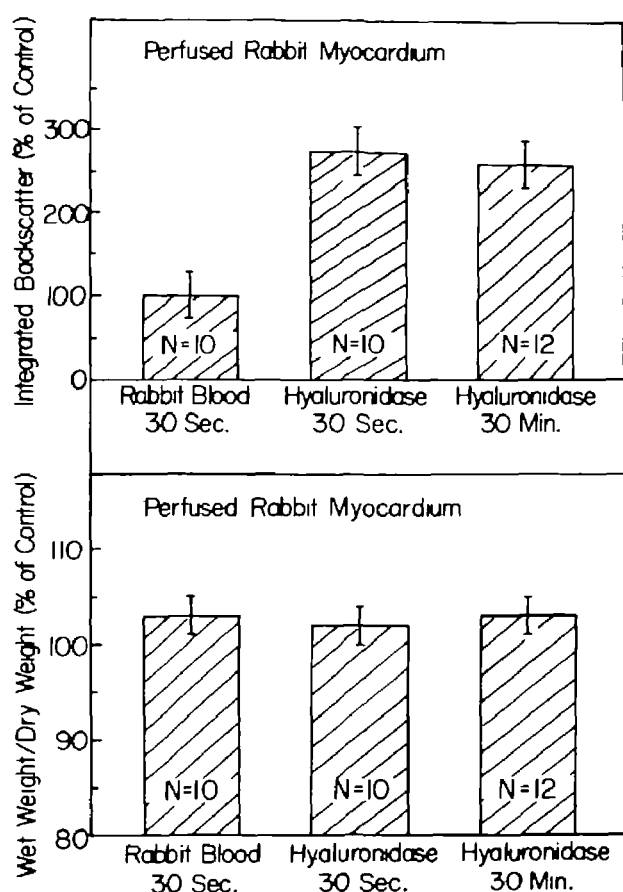 Perfused Rabbit Myocardium
Integrated Backscatter (% of Control)
300
200
100
0
N=10
N=10
N=12
Rabbit Blood
30 Sec.
Hyaluronidase
30 Sec.
Hyaluronidase
30 Min.
Perfused Rabbit Myocardium
Wet Weight/Dry Weight (% of Control)
110
100
90
80
N=10
N=10
N=12
Rabbit Blood
30 Sec.
Hyaluronidase
30 Sec.
Hyaluronidase
30 Min.